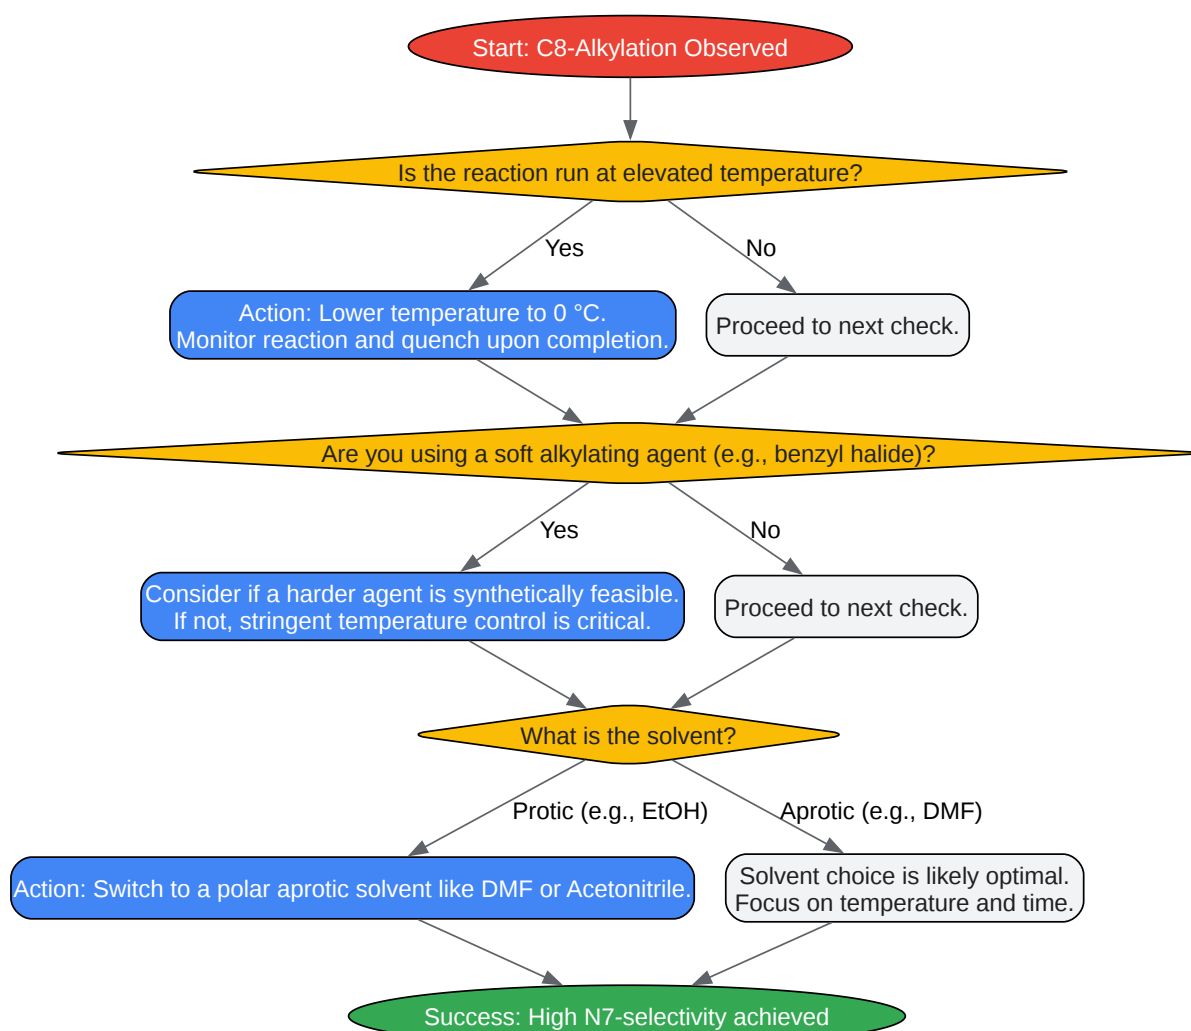 Start: C8-Alkylation Observed
Is the reaction run at elevated temperature?
Yes
No
Action: Lower temperature to 0 °C.
Monitor reaction and quench upon completion.
Proceed to next check.
Are you using a soft alkylating agent (e.g., benzyl halide)?
Yes
No
Consider if a harder agent is synthetically feasible.
If not, stringent temperature control is critical.
Proceed to next check.
What is the solvent?
Protic (e.g., EtOH)
Aprotic (e.g., DMF)
Action: Switch to a polar aprotic solvent like DMF or Acetonitrile.
Solvent choice is likely optimal.
Focus on temperature and time.
Success: High N7-selectivity achieved